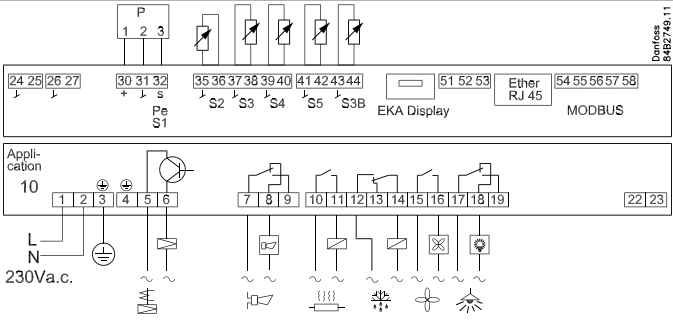 P
1 2 3
Danfoss
84B2749.11
24 25 26 27 30 31 32 35 36 37 38 39 40 41 42 43 44 51 52 53 54 55 56 57 58
+ s S2 S3 S4 S5 S3B
Pe
S1
EKA Display
Ether
RJ 45
MODBUS
Appli-
cation
10
1 2 3 4 5 6 7 8 9 10 11 12 13 14 15 16 17 18 19 22 23
L
N
230Va.c.